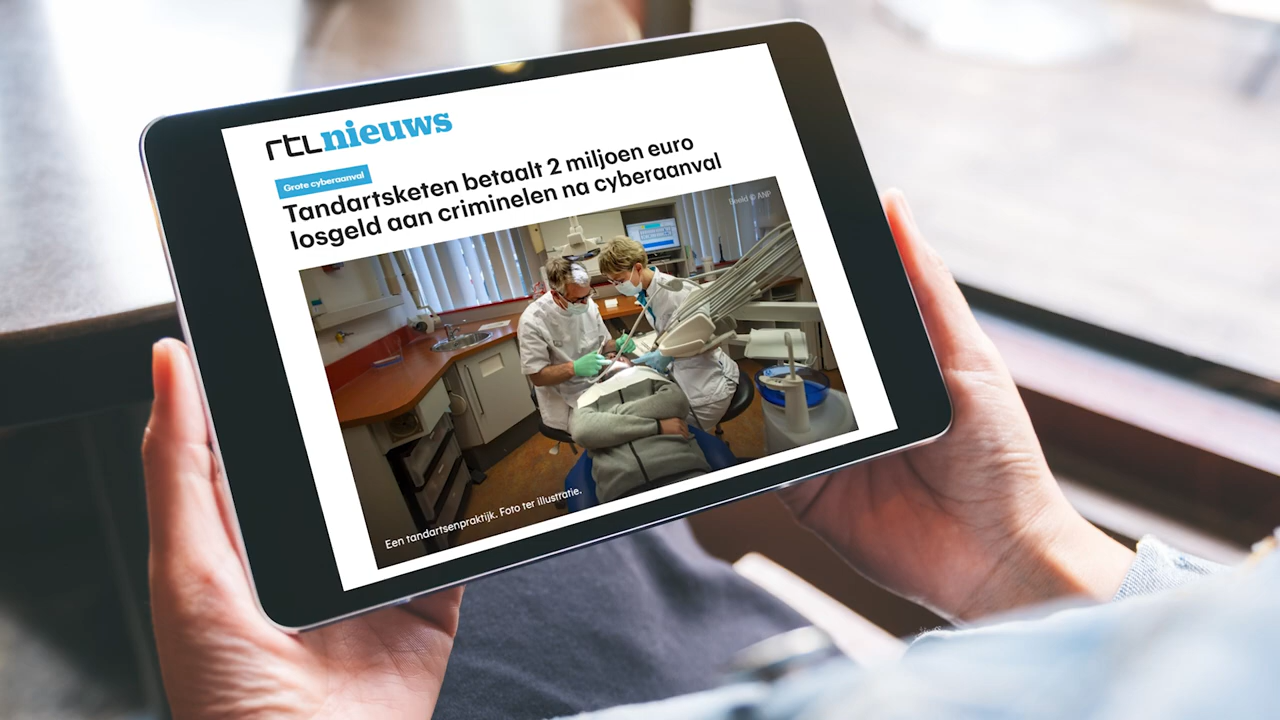 rtlnieuws
Grote cyberaanval
Tandartsketen betaalt 2 miljoen euro
losgeld aan criminelen na cyberaanval
Beeld © ANP
Een tandartsenpraktijk. Foto ter illustratie.